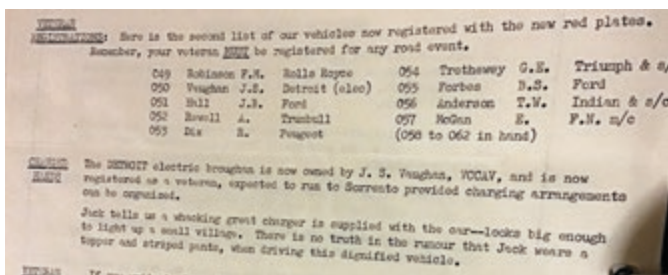 VETERAN
REGISTRATIONS: Here is the second list of our vehicles now registered with the new red plates.
Remember, your veteran MUST be registered for any road event.
049 Robinson F.M. Rolls Royce 054 Trethewey G.E. Triumph & s/
050 Vaughan J.S. Detroit (elec) 055 Forbes D.S. Ford
051 Hall J.B. Ford 056 Anderson T.W. Indian & s/c
052 Rowell A. Trumbull 057 McGan E. F.N. m/c
053 Dix R. Peugeot (058 to 062 in hand)
The DETROIT electric brougham is now owned by J. S. Vaughan, VCCAV, and is now
HANDS registered as a veteran, expected to run to Sorrento provided charging arrangements
can be organised.
Jack tells us a whacking great charger is supplied with the car--looks big enough
to light up a small village. There is no truth in the rumour that Jack wears a
topper and striped pants, when driving this dignified vehicle.
VETERAN